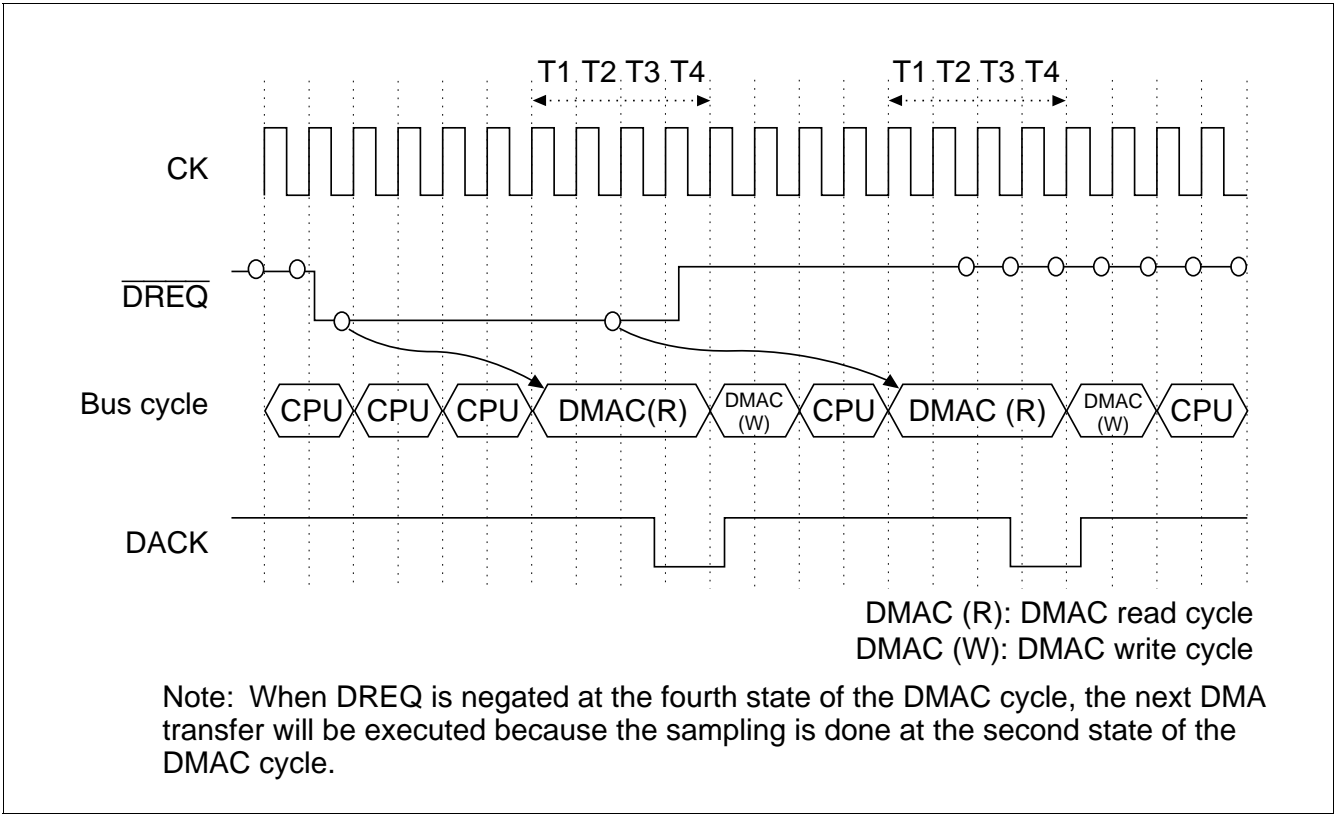 T1 T2 T3 T4 T1 T2 T3 T4
CK
DREQ
Bus cycle CPU CPU CPU DMAC(R) DMAC (W) CPU DMAC (R) DMAC (W) CPU
DACK
DMAC (R): DMAC read cycle
DMAC (W): DMAC write cycle
Note: When DREQ is negated at the fourth state of the DMAC cycle, the next DMA
transfer will be executed because the sampling is done at the second state of the
DMAC cycle.